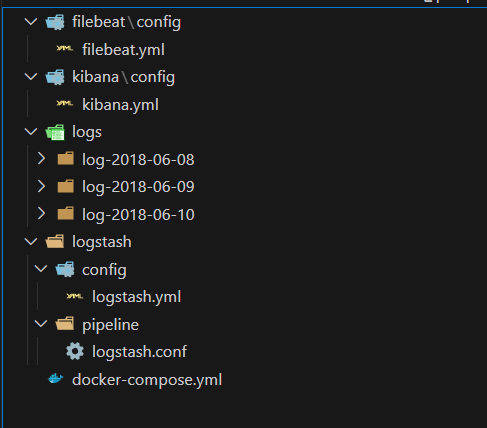 filebeat\config
filebeat.yml
kibana\config
kibana.yml
logs
log-2018-06-08
log-2018-06-09
log-2018-06-10
logstash
config
logstash.yml
pipeline
logstash.conf
docker-compose.yml